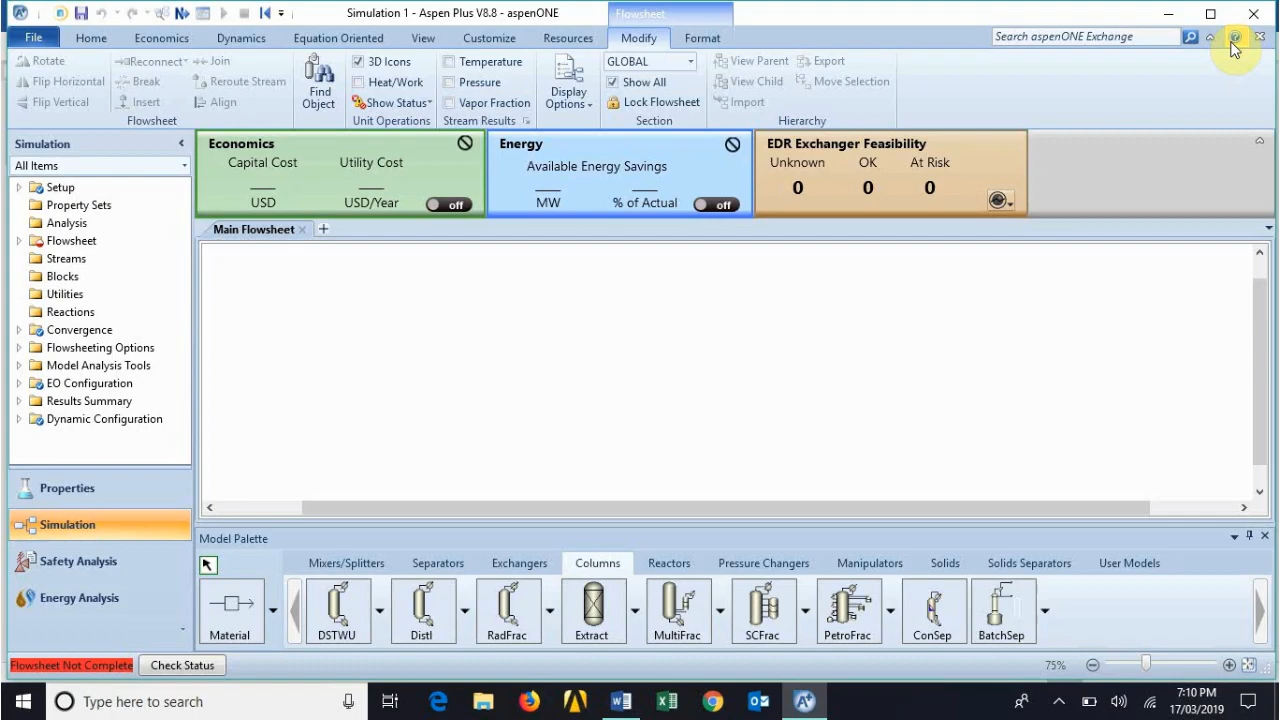 Simulation 1 - Aspen Plus V8.8 - aspenONE
Flowsheet
File Home Economics Dynamics Equation Oriented View Customize Resources Modify Format Search aspenONE Exchange
Rotate Reconnect Join
Flip Horizontal Break Reroute Stream
Flip Vertical Insert Align
Flowsheet
Find Object
3D Icons
Heat/Work
Show Status
Unit Operations
Temperature
Pressure
Vapor Fraction
Stream Results
Display Options
GLOBAL
Show All
Lock Flowsheet
Section
View Parent Export
View Child Move Selection
Import
Hierarchy
Simulation
All Items
Setup
Property Sets
Analysis
Flowsheet
Streams
Blocks
Utilities
Reactions
Convergence
Flowsheeting Options
Model Analysis Tools
EO Configuration
Results Summary
Dynamic Configuration
Properties
Simulation
Safety Analysis
Energy Analysis
Economics
Capital Cost Utility Cost
USD USD/Year off
Energy
Available Energy Savings
MW % of Actual off
EDR Exchanger Feasibility
Unknown OK At Risk
0 0 0
Main Flowsheet
Model Palette
Mixers/Splitters Separators Exchangers Columns Reactors Pressure Changers Manipulators Solids Solids Separators User Models
Material DSTWU Distl RadFrac Extract MultiFrac SCFrac PetroFrac ConSep BatchSep
Flowsheet Not Complete Check Status 75%
Type here to search
7:10 PM
17/03/2019